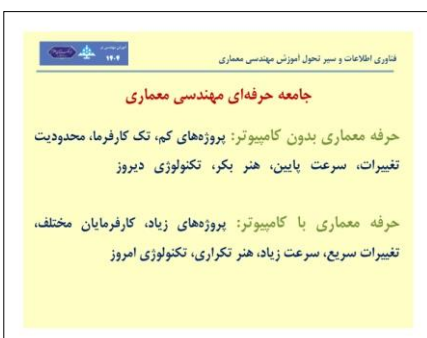 فناوری اطلاعات و سیر تحول آموزش مهندسی معماری
۱۴۰۴
جامعه حرفه‌ای مهندسی معماری
حرفه معماری بدون کامپیوتر: پروژه‌های کم، تک کارفرما، محدودیت
تغییرات، سرعت پایین، هنر بکر، تکنولوژی دیروز
حرفه معماری با کامپیوتر: پروژه‌های زیاد، کارفرمایان مختلف،
تغییرات سریع، سرعت زیاد، هنر تکراری، تکنولوژی امروز